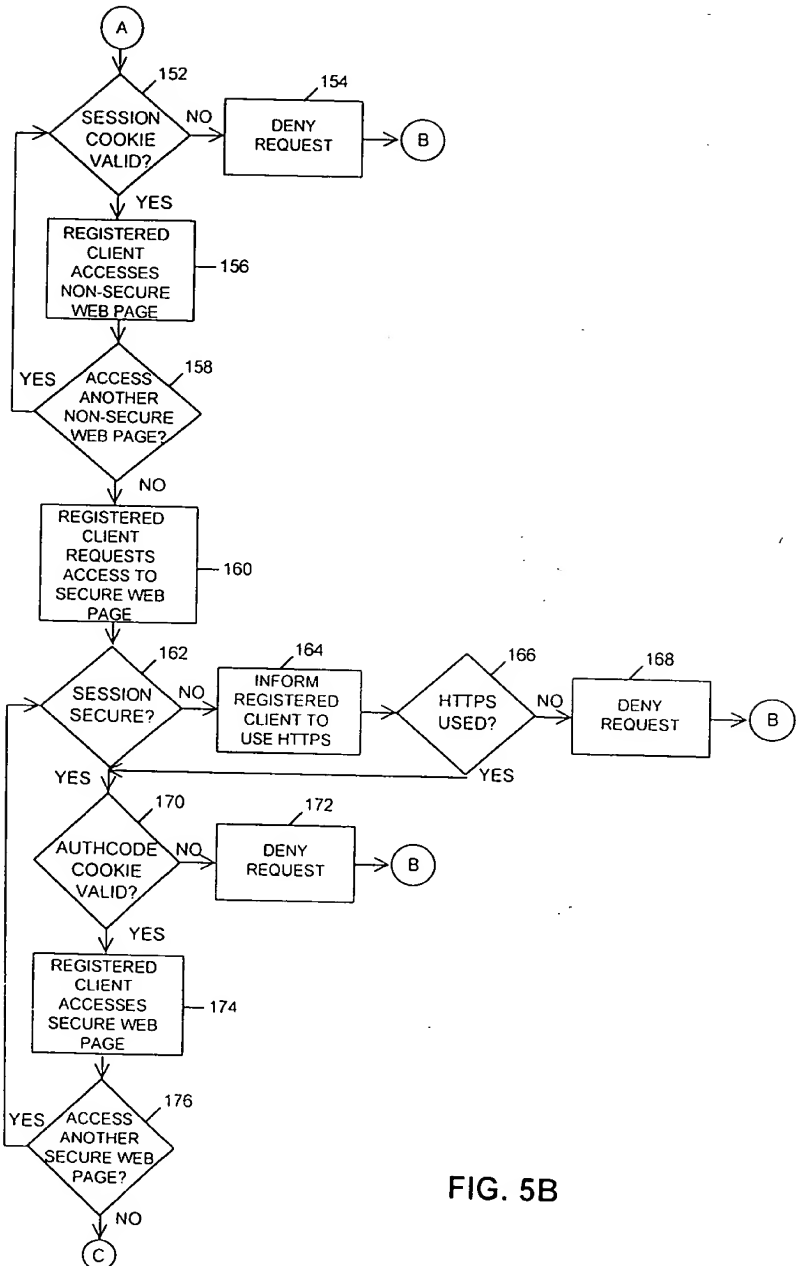 A
152
SESSION
COOKIE
VALID?
NO
154
DENY
REQUEST
B
YES
REGISTERED
CLIENT
ACCESSES
NON-SECURE
WEB PAGE
156
YES
158
ACCESS
ANOTHER
NON-SECURE
WEB PAGE?
NO
REGISTERED
CLIENT
REQUESTS
ACCESS TO
SECURE WEB
PAGE
160
162
SESSION
SECURE?
NO
164
INFORM
REGISTERED
CLIENT TO
USE HTTPS
166
HTTPS
USED?
NO
168
DENY
REQUEST
B
YES
YES
170
AUTHCODE
COOKIE
VALID?
NO
172
DENY
REQUEST
B
YES
REGISTERED
CLIENT
ACCESSES
SECURE WEB
PAGE
174
YES
176
ACCESS
ANOTHER
SECURE WEB
PAGE?
NO
C
FIG. 5B